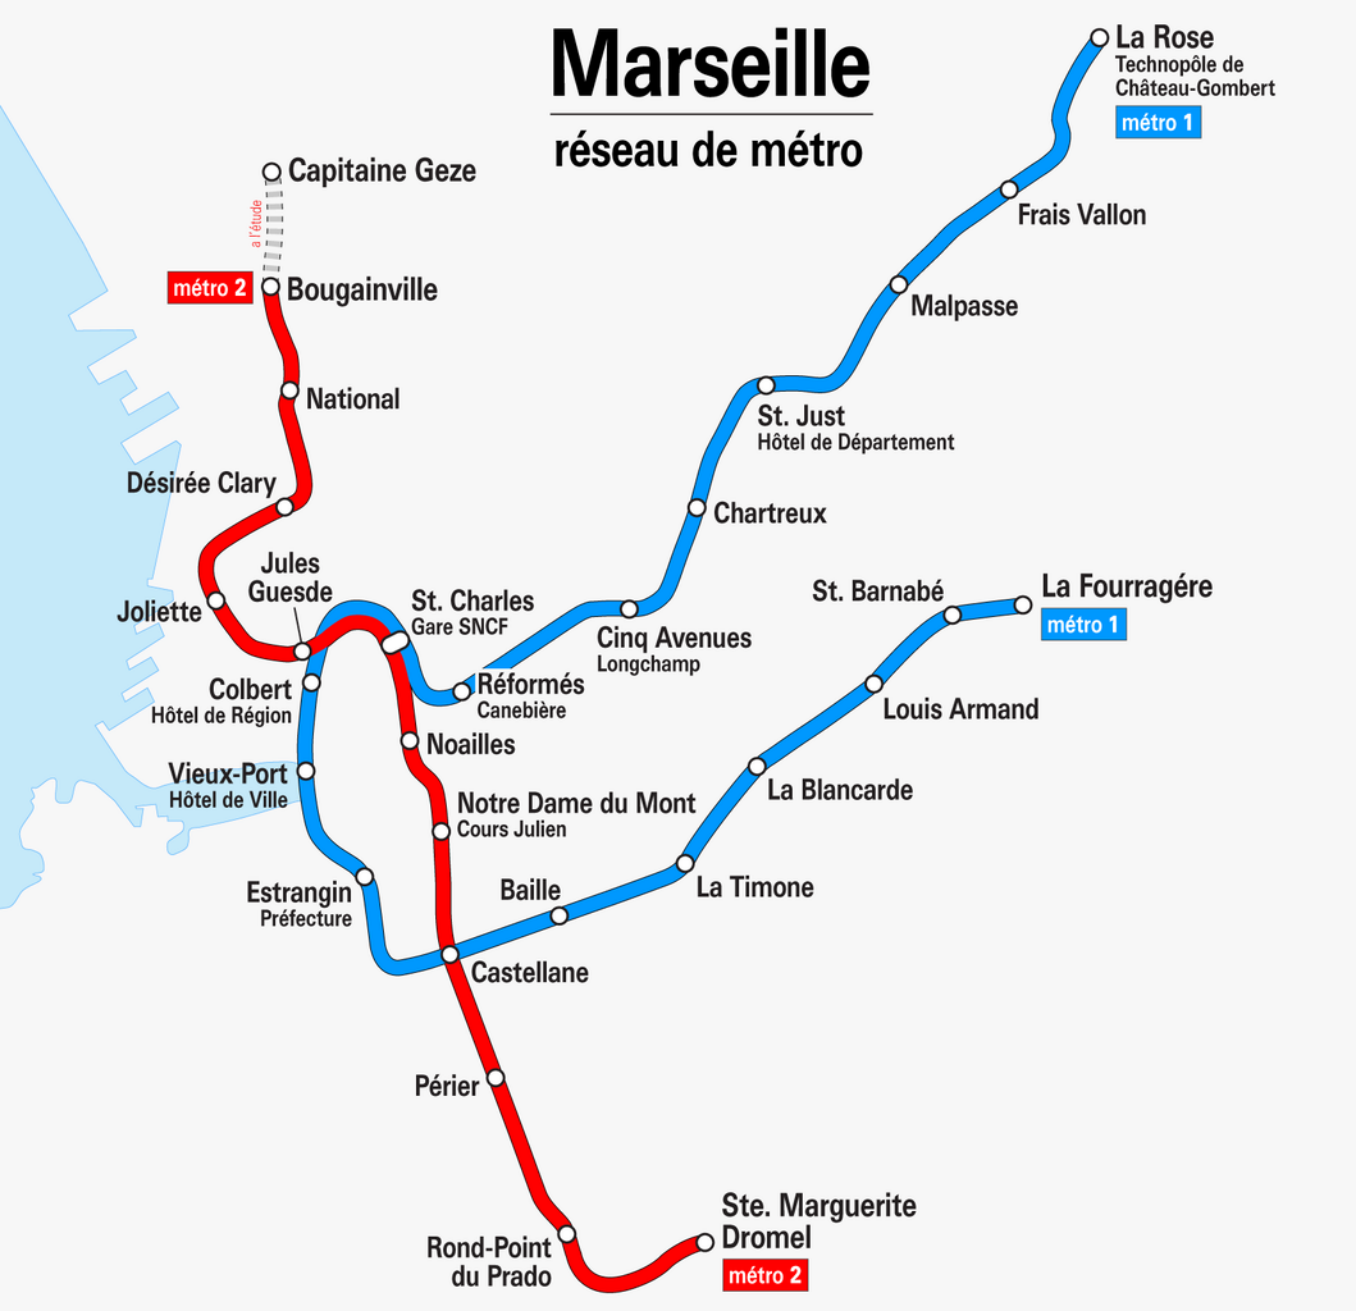 Marseille
réseau de métro
La Rose
Technopôle de
Château-Gombert
métro 1
Capitaine Geze
a l'étude
Frais Vallon
métro 2
Bougainville
Malpasse
National
St. Just
Hôtel de Département
Désirée Clary
Chartreux
Jules
Guesde
Joliette
St. Charles
Gare SNCF
St. Barnabé
La Fourragére
métro 1
Cinq Avenues
Longchamp
Colbert
Hôtel de Région
Réformés
Canebière
Louis Armand
Noailles
Vieux-Port
Hôtel de Ville
La Blancarde
Notre Dame du Mont
Cours Julien
Estrangin
Préfecture
Baille
La Timone
Castellane
Périer
Ste. Marguerite
Dromel
métro 2
Rond-Point
du Prado